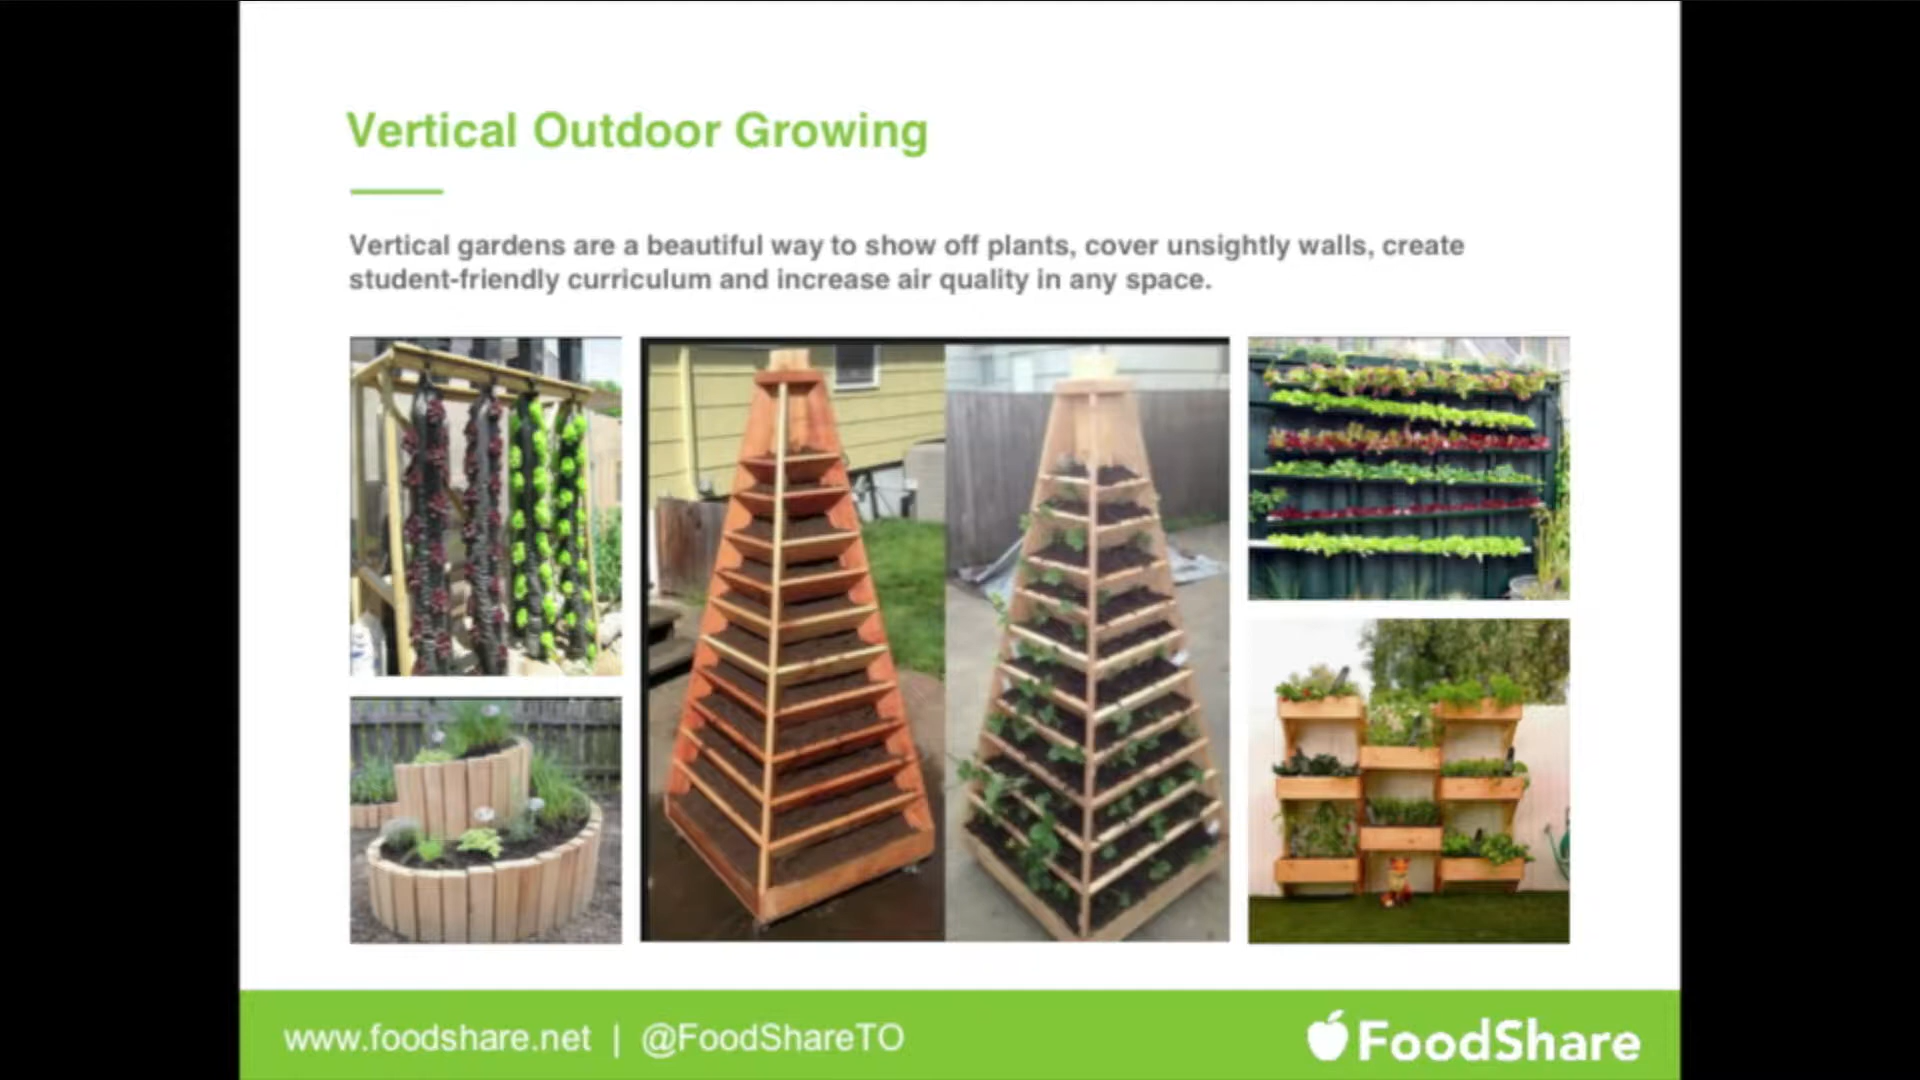 Vertical Outdoor Growing
Vertical gardens are a beautiful way to show off plants, cover unsightly walls, create
student-friendly curriculum and increase air quality in any space.
www.foodshare.net | @FoodShareTO
FoodShare